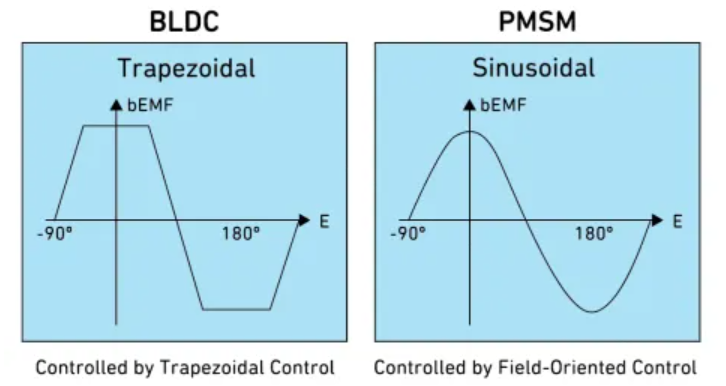 BLDC
Trapezoidal
bEMF
-90°
180°
E
Controlled by Trapezoidal Control
PMSM
Sinusoidal
bEMF
-90°
180°
E
Controlled by Field-Oriented Control